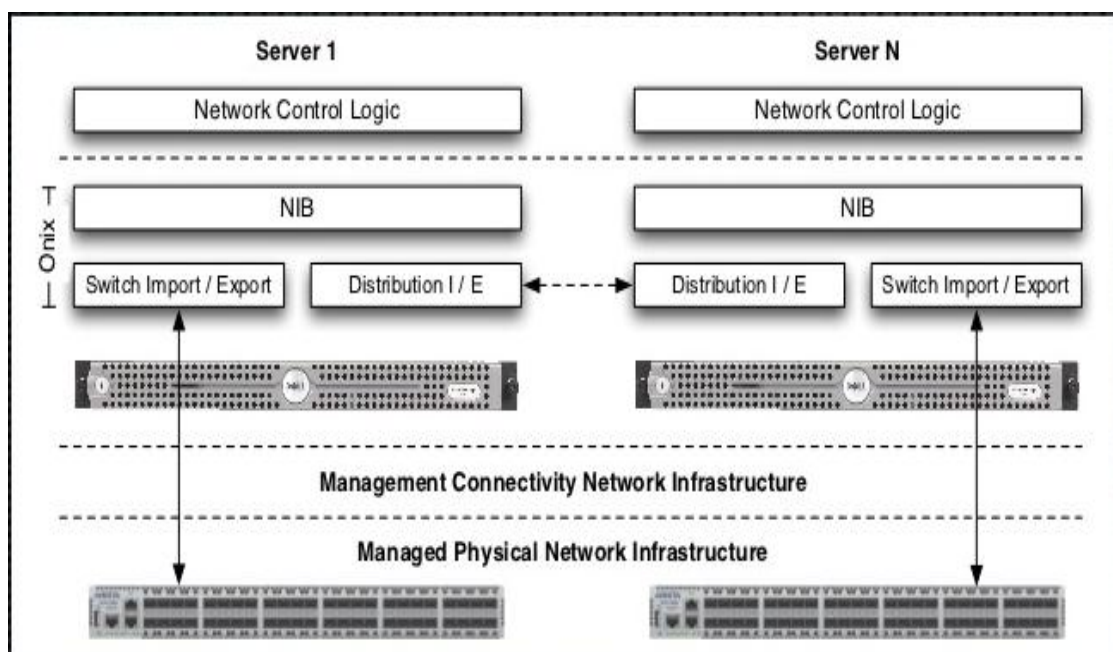 Server 1
Server N
Network Control Logic
Network Control Logic
Onix
NIB
NIB
Switch Import / Export
Distribution I / E
Distribution I / E
Switch Import / Export
Management Connectivity Network Infrastructure
Managed Physical Network Infrastructure